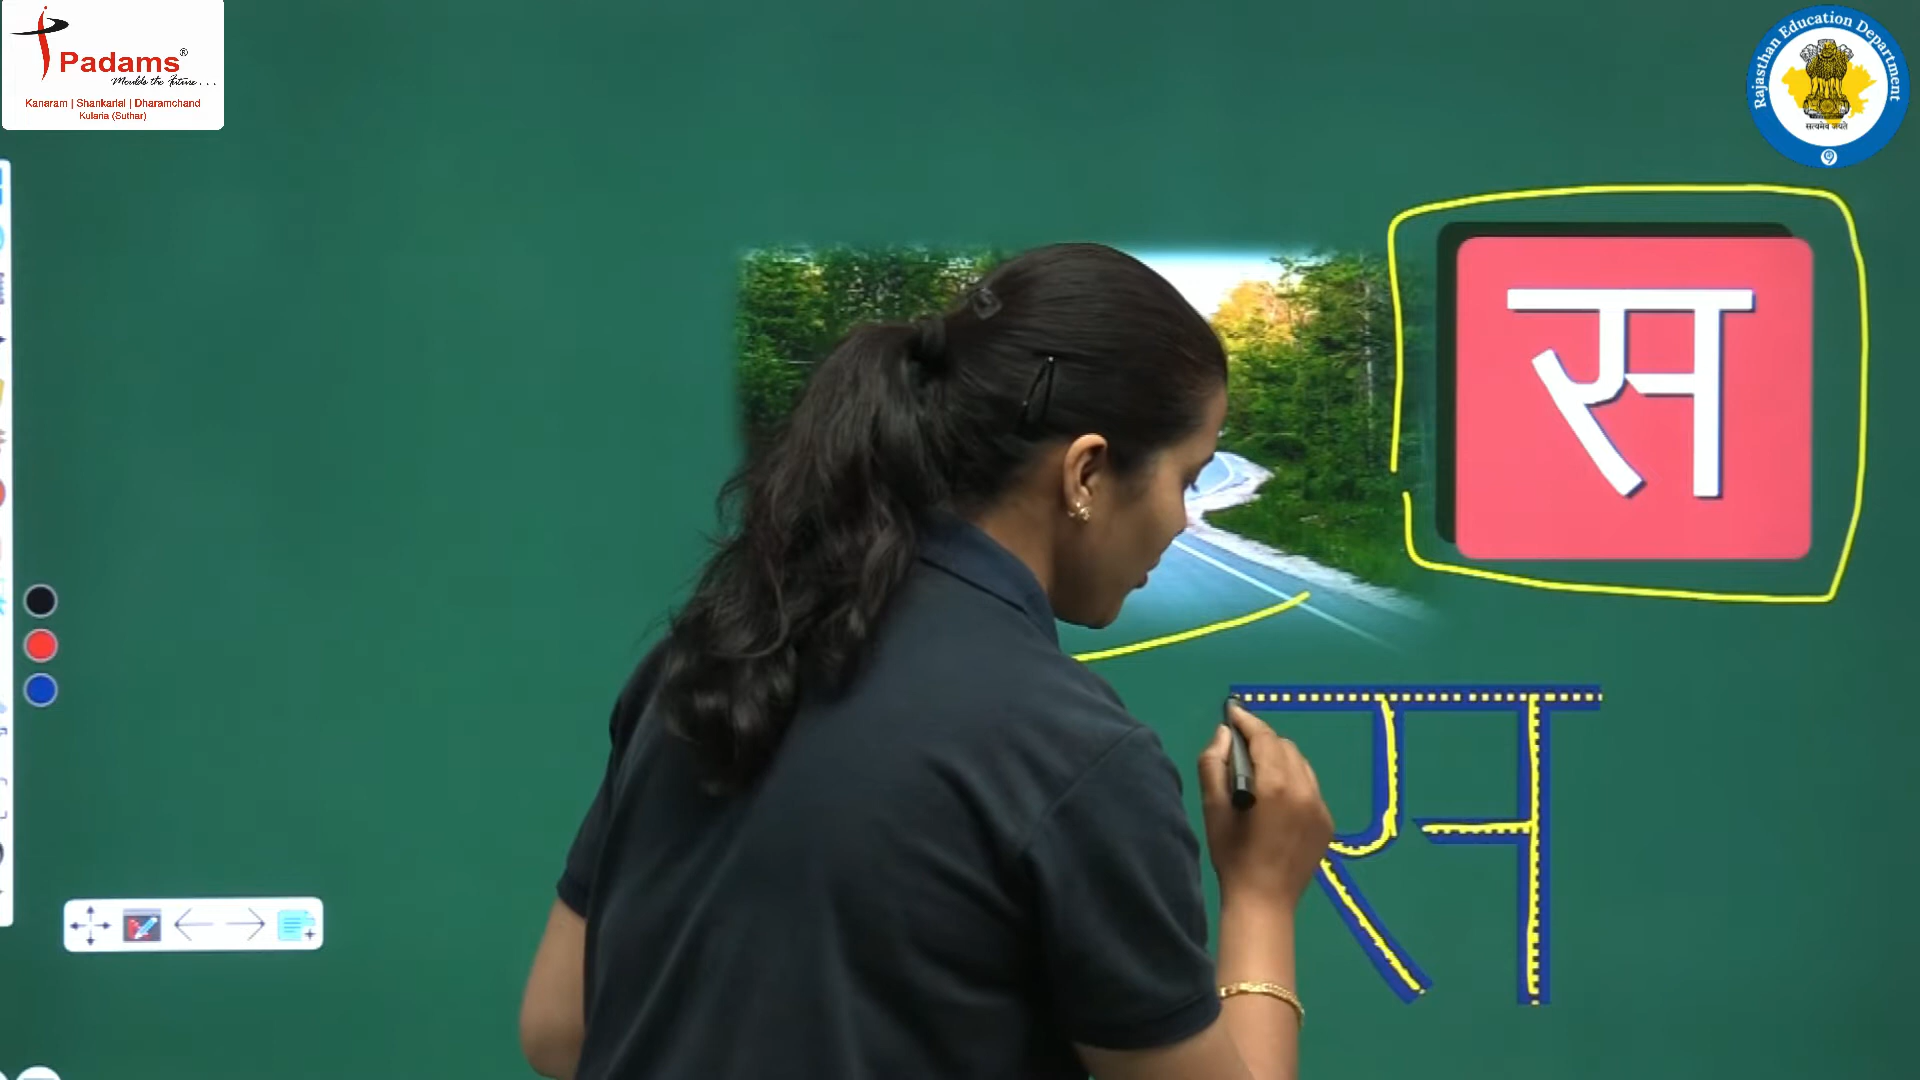 Padams®
Moulds the Future . . .
Kanaram | Shankarlal | Dharamchand
Kularia (Suthar)
Rajasthan Education Department
सत्यमेव जयते
स
स